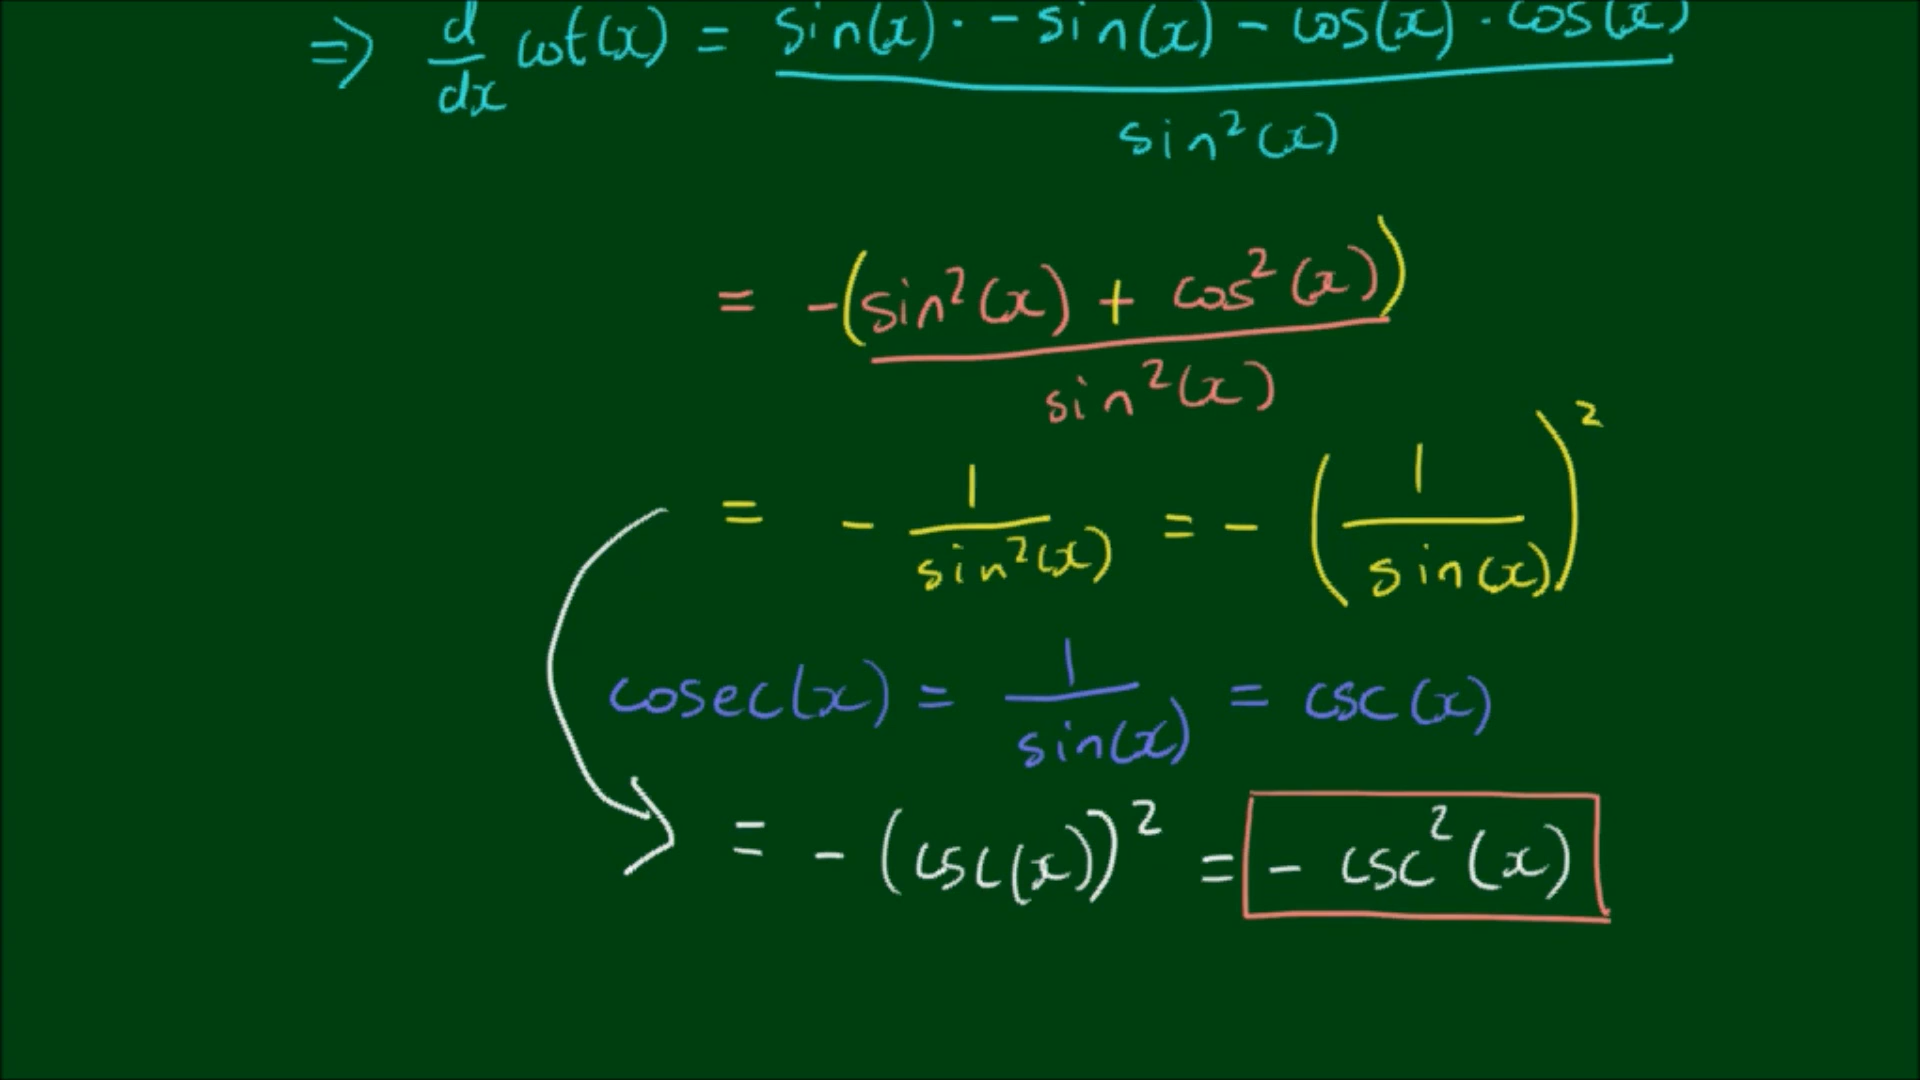 ⇒ d/dx cot(x) = (sin(x) · - sin(x) - cos(x) · cos(x)) / sin²(x)
= -(sin²(x) + cos²(x)) / sin²(x)
= - 1/sin²(x) = - (1/sin(x))²
cosec(x) = 1/sin(x) = csc(x)
= - (csc(x))² = - csc²(x)